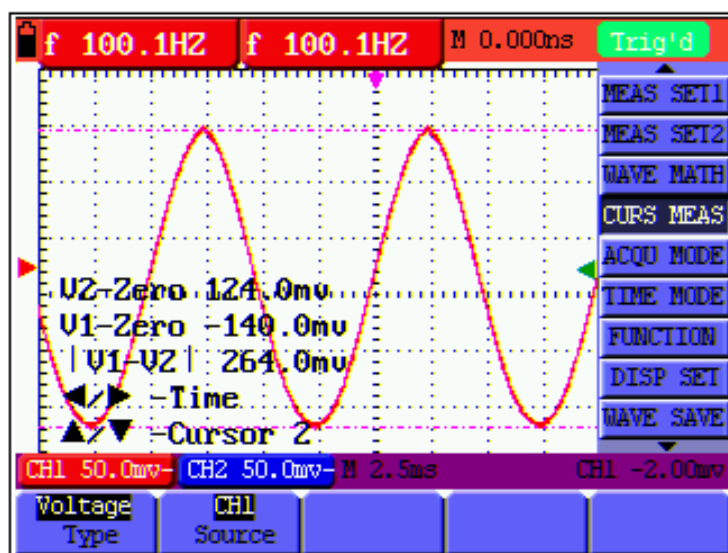 f 100.1HZ
f 100.1HZ
M 0.000ns
Trig'd
MEAS SET1
MEAS SET2
WAVE MATH
CURS MEAS
ACQU MODE
TIME MODE
FUNCTION
DISP SET
WAVE SAVE
V2-Zero 124.0mv
V1-Zero -140.0mv
|V1-V2| 264.0mv
◀/▶ -Time
▲/▼ -Cursor 2
CH1 50.0mv-
CH2 50.0mv-
M 2.5ms
CH1 -2.00mv
Voltage
Type
CH1
Source